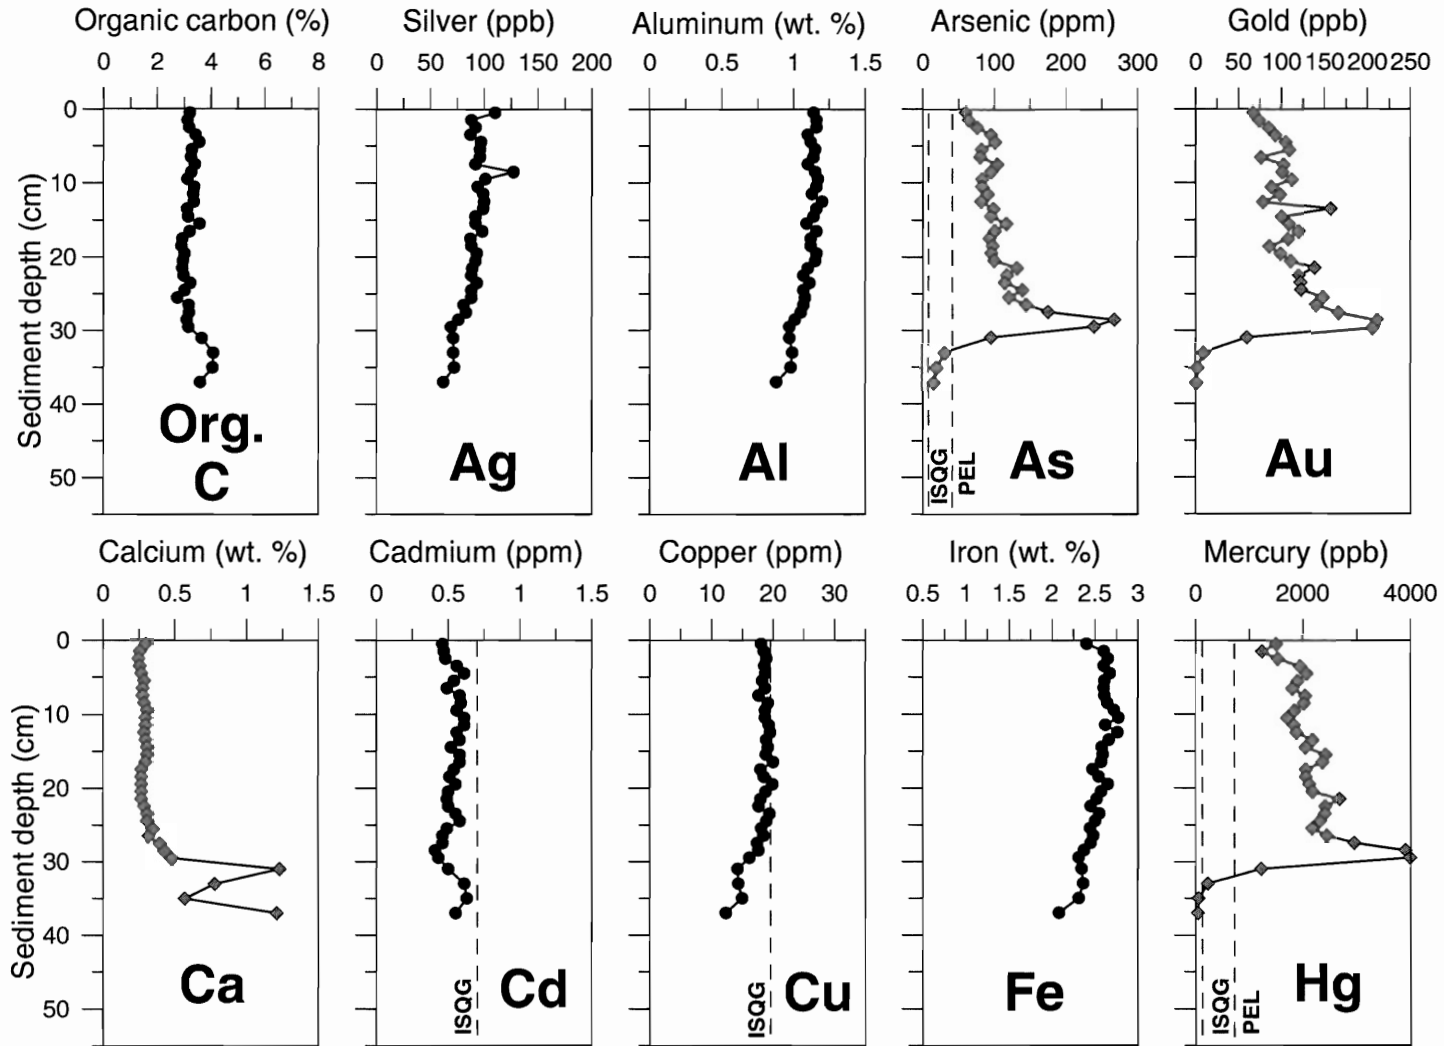 Organic carbon (%) Silver (ppb) Aluminum (wt. %) Arsenic (ppm) Gold (ppb)
0 2 4 6 8 0 50 100 150 200 0 0.5 1 1.5 0 100 200 300 0 50 100 150 200 250
0
10
20
30
40
50
Sediment depth (cm)
Org.
C
Ag
Al
ISQG
PEL
As
Au
Calcium (wt. %) Cadmium (ppm) Copper (ppm) Iron (wt. %) Mercury (ppb)
0 0.5 1 1.5 0 0.5 1 1.5 0 10 20 30 0.5 1 1.5 2 2.5 3 0 2000 4000
0
10
20
30
40
50
Sediment depth (cm)
Ca
ISQG
Cd
ISQG
Cu
Fe
ISQG
PEL
Hg